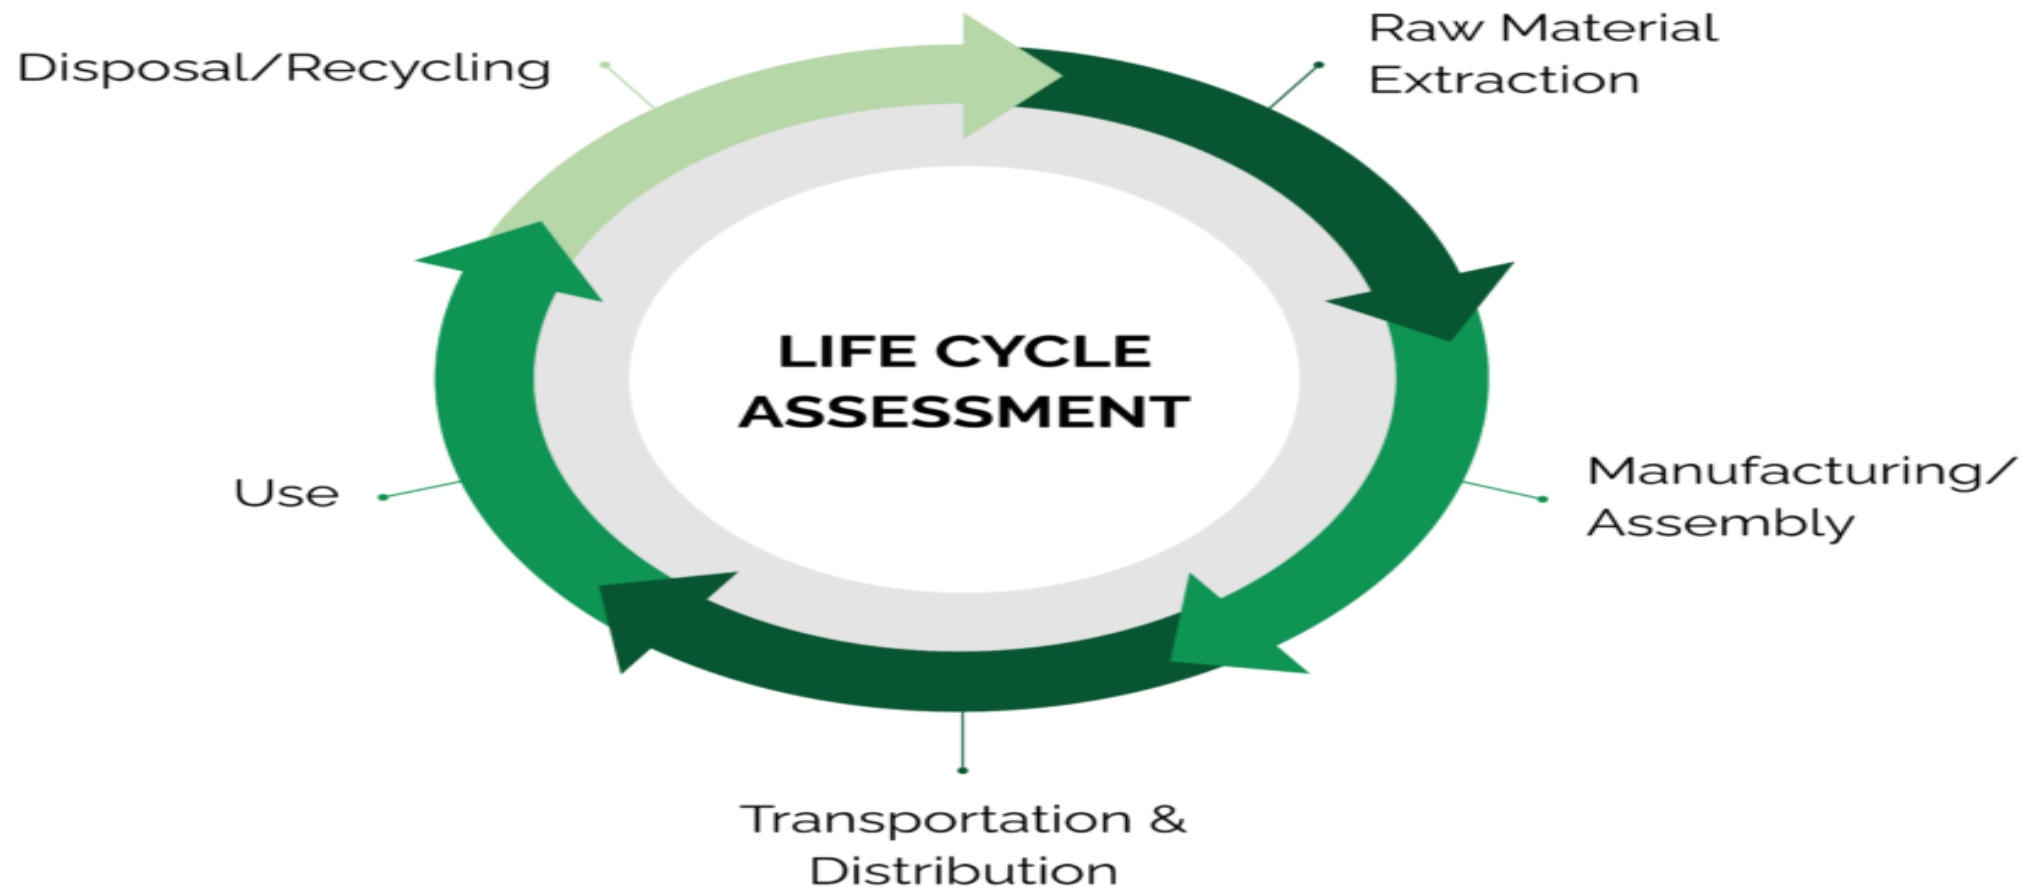 Disposal/Recycling
Raw Material
Extraction
LIFE CYCLE
ASSESSMENT
Use
Manufacturing/
Assembly
Transportation &
Distribution